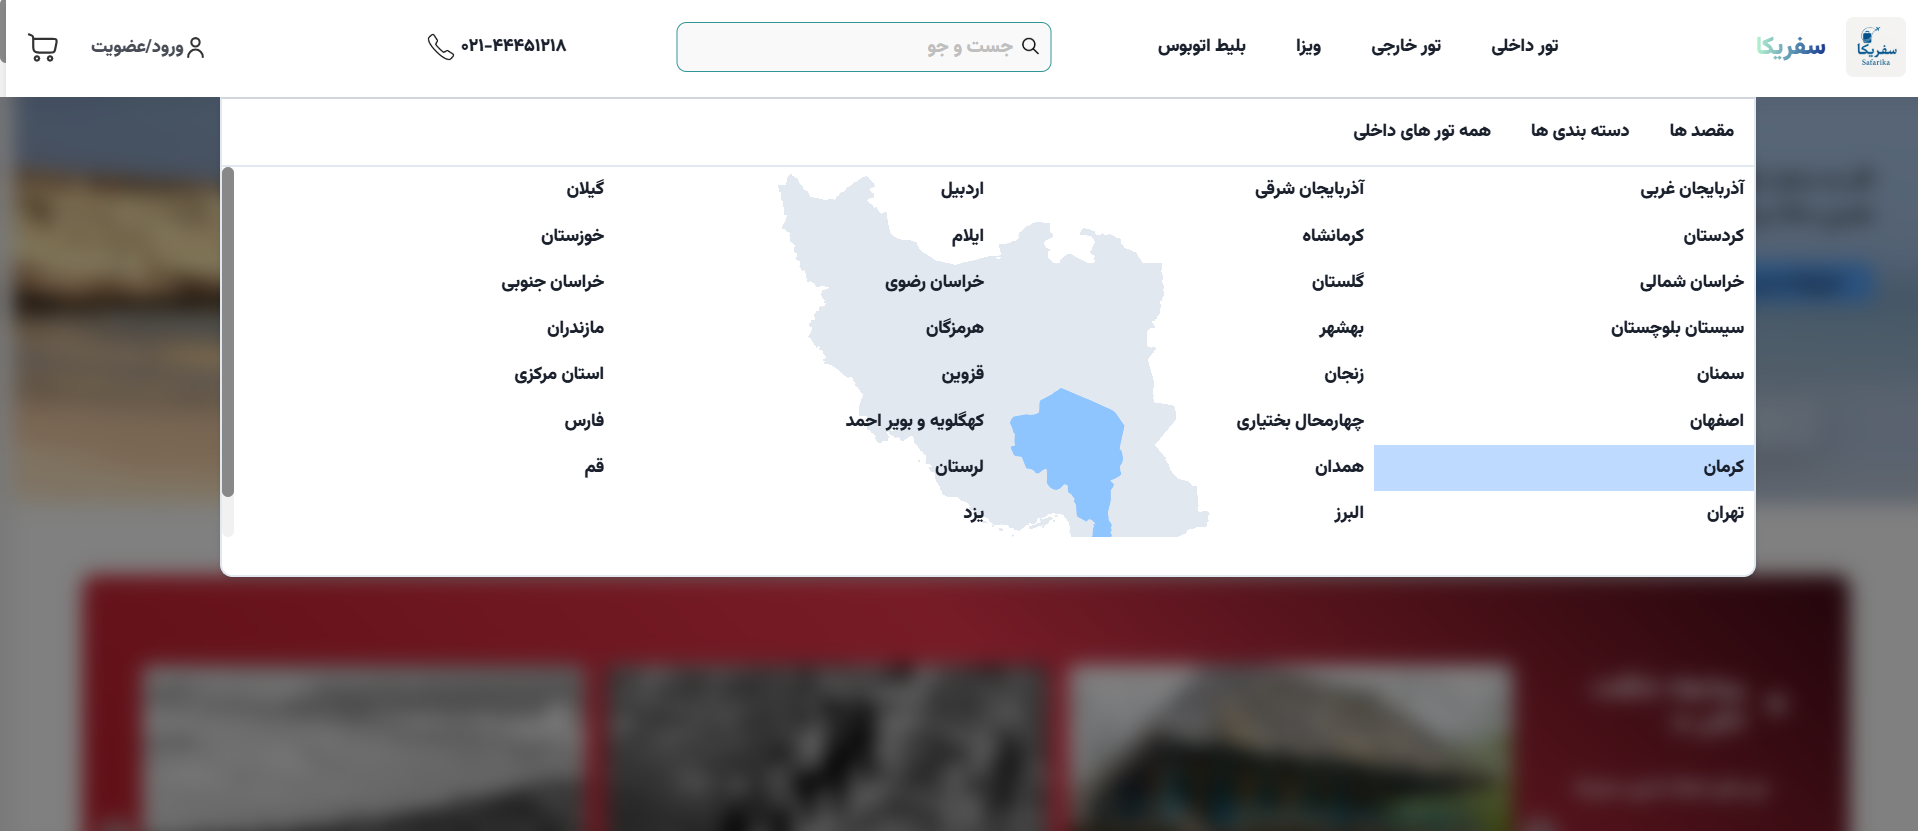 سفریکا
Safarika
سفریکا
تور داخلی
تور خارجی
ویزا
بلیط اتوبوس
جست و جو
۰۲۱-۴۴۴۵۱۲۱۸
ورود/عضویت
مقصد ها
دسته بندی ها
همه تور های داخلی
آذربایجان غربی
آذربایجان شرقی
اردبیل
گیلان
کردستان
کرمانشاه
ایلام
خوزستان
خراسان شمالی
گلستان
خراسان رضوی
خراسان جنوبی
سیستان بلوچستان
بهشهر
هرمزگان
مازندران
سمنان
زنجان
قزوین
استان مرکزی
اصفهان
چهارمحال بختیاری
کهگلویه و بویر احمد
فارس
کرمان
همدان
لرستان
قم
تهران
البرز
یزد